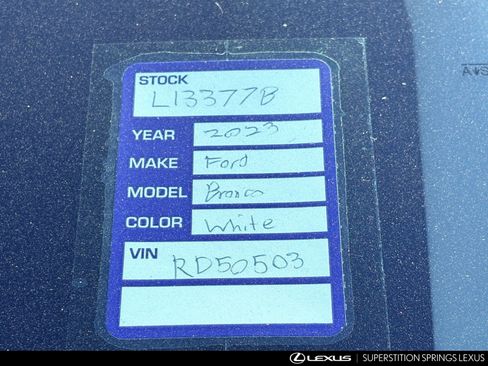 STOCK
L13377B
YEAR 2023
MAKE Ford
MODEL Bronco
COLOR White
VIN RD50503
LEXUS | SUPERSTITION SPRINGS LEXUS